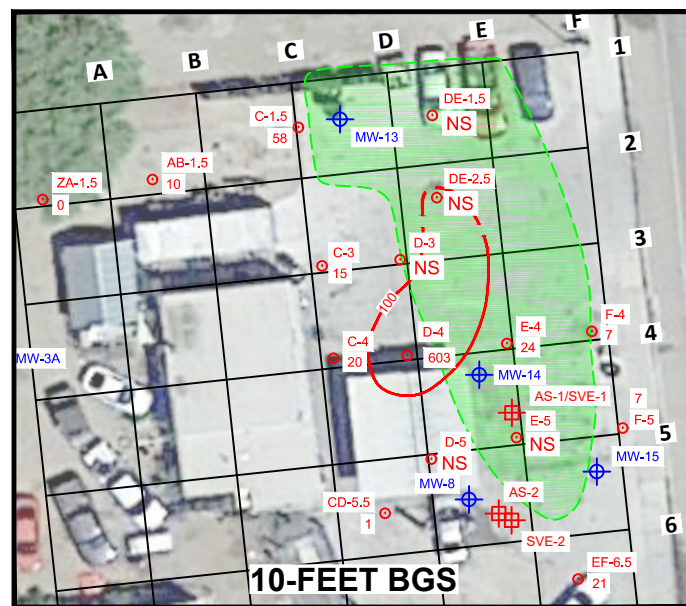 A
B
C
D
E
F
1
2
3
4
5
6
C-1.5
58
MW-13
DE-1.5
NS
ZA-1.5
0
AB-1.5
10
DE-2.5
NS
C-3
15
D-3
NS
100
MW-3A
C-4
20
D-4
603
E-4
24
F-4
7
MW-14
AS-1/SVE-1
7
F-5
E-5
NS
D-5
NS
MW-8
MW-15
CD-5.5
1
AS-2
SVE-2
EF-6.5
21
10-FEET BGS